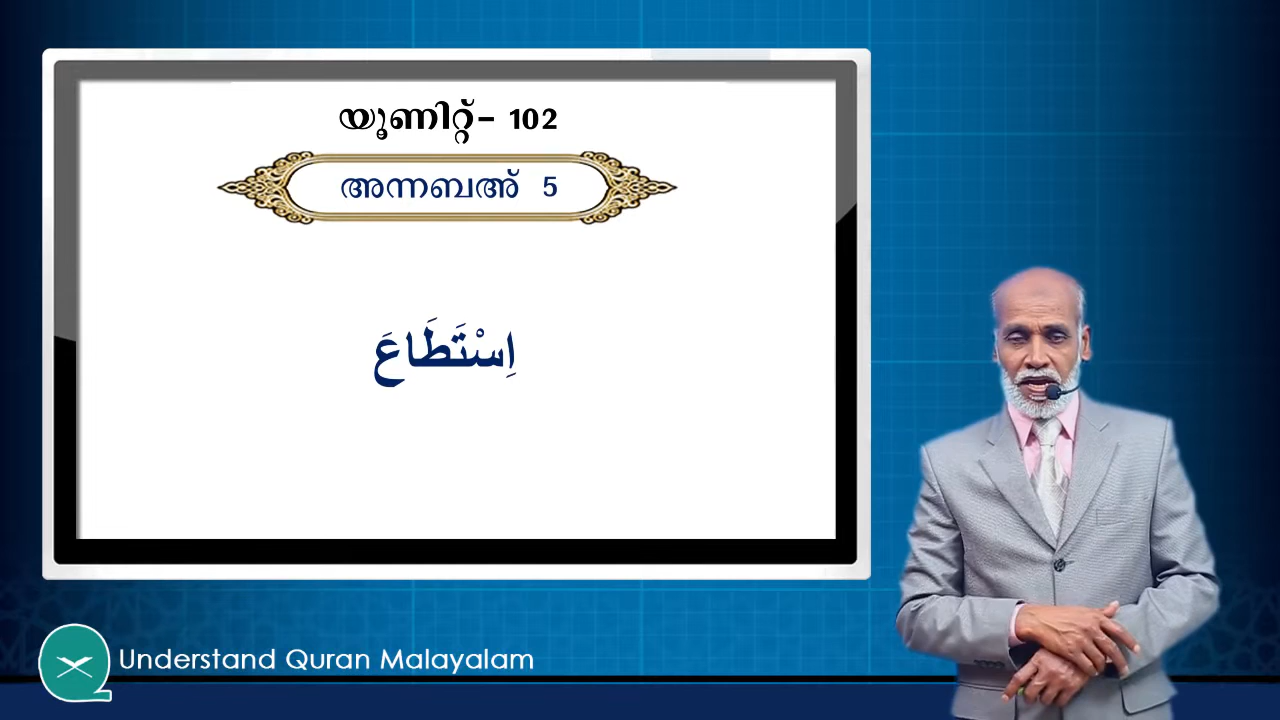 യൂണിറ്റ്- 102
അന്നബഅ് 5
اِسْتَطَاعَ
Understand Quran Malayalam